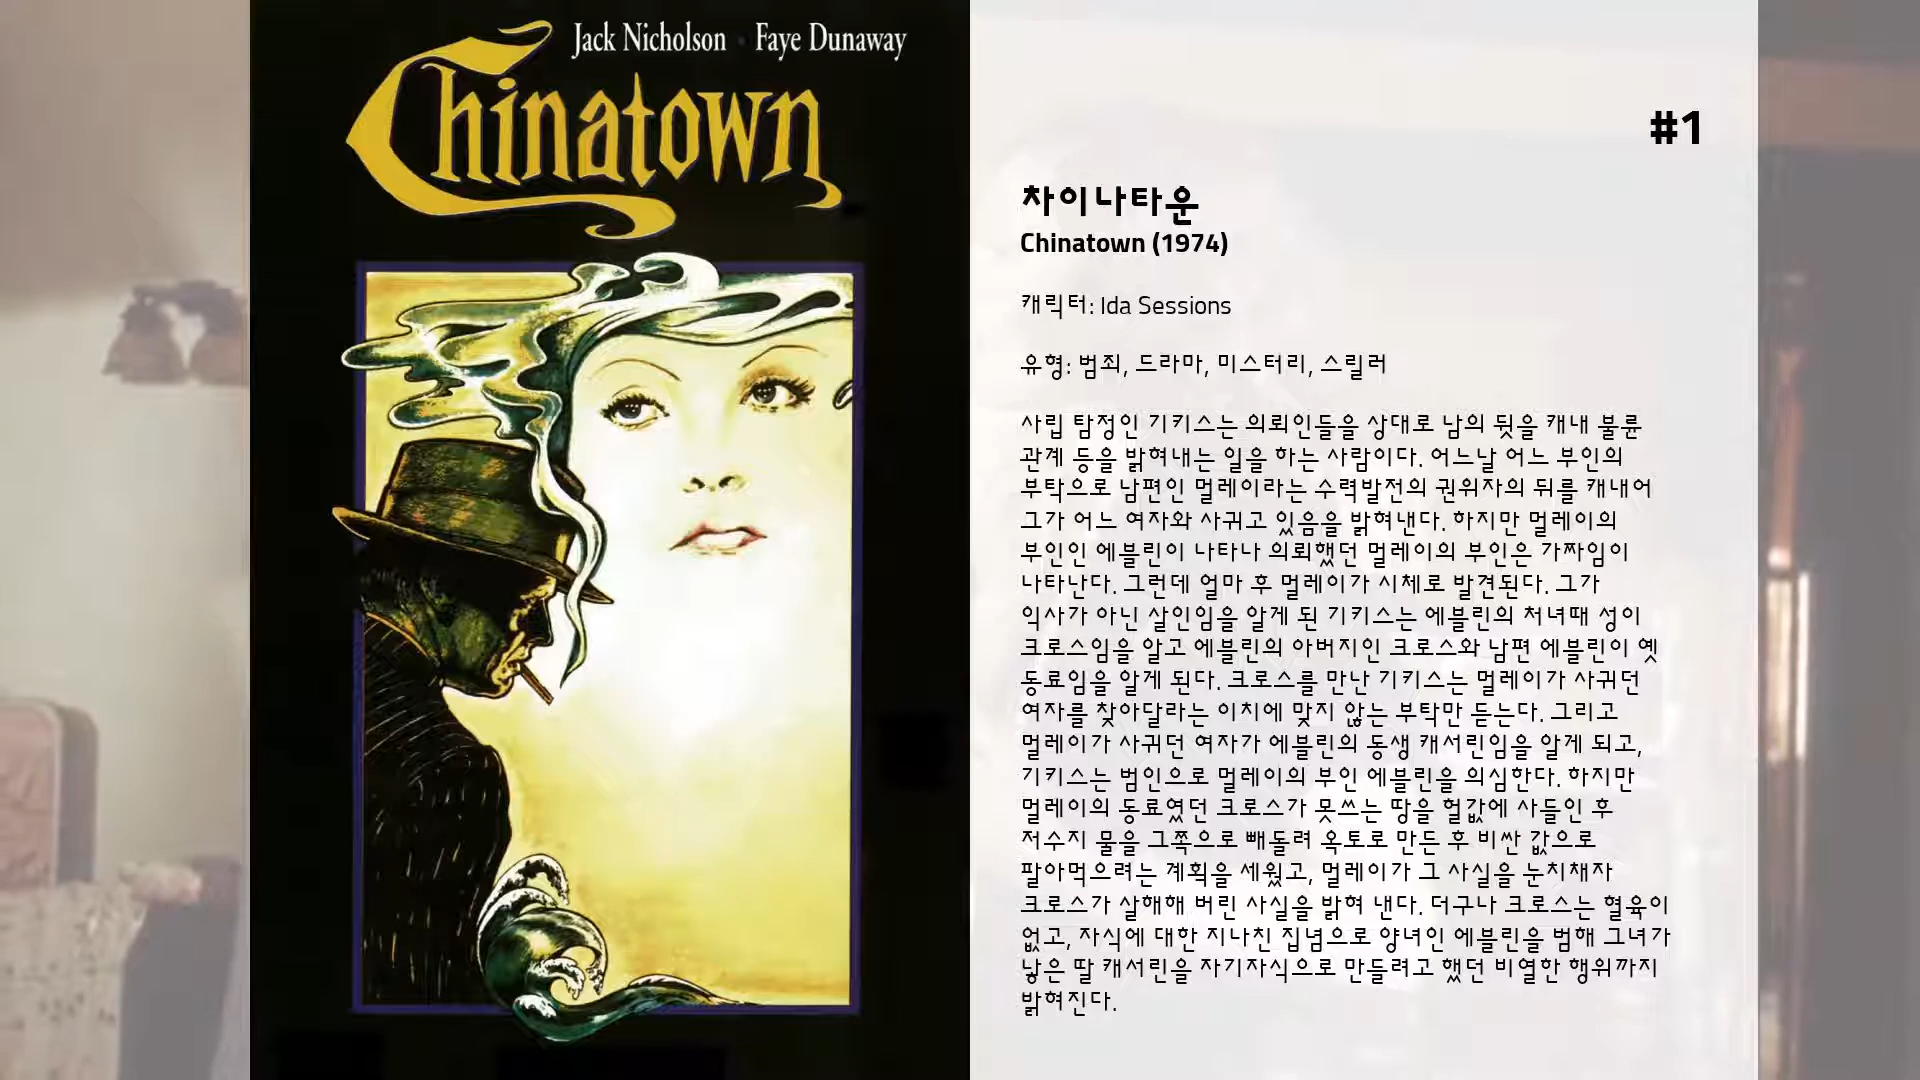 Jack Nicholson Faye Dunaway
Chinatown
#1
차이나타운
Chinatown (1974)
캐릭터: Ida Sessions
유형: 범죄, 드라마, 미스터리, 스릴러
사립 탐정인 기키스는 의뢰인들을 상대로 남의 뒷을 캐내 불륜
관계 등을 밝혀내는 일을 하는 사람이다. 어느날 어느 부인의
부탁으로 남편인 멀레이라는 수력발전의 권위자의 뒤를 캐내어
그가 어느 여자와 사귀고 있음을 밝혀낸다. 하지만 멀레이의
부인인 에블린이 나타나 의뢰했던 멀레이의 부인은 가짜임이
나타난다. 그런데 얼마 후 멀레이가 시체로 발견된다. 그가
익사가 아닌 살인임을 알게 된 기키스는 에블린의 처녀때 성이
크로스임을 알고 에블린의 아버지인 크로스와 남편 에블린이 옛
동료임을 알게 된다. 크로스를 만난 기키스는 멀레이가 사귀던
여자를 찾아달라는 이치에 맞지 않는 부탁만 듣는다. 그리고
멀레이가 사귀던 여자가 에블린의 동생 캐서린임을 알게 되고,
기키스는 범인으로 멀레이의 부인 에블린을 의심한다. 하지만
멀레이의 동료였던 크로스가 못쓰는 땅을 헐값에 사들인 후
저수지 물을 그쪽으로 빼돌려 옥토로 만든 후 비싼 값으로
팔아먹으려는 계획을 세웠고, 멀레이가 그 사실을 눈치채자
크로스가 살해해 버린 사실을 밝혀 낸다. 더구나 크로스는 혈육이
없고, 자식에 대한 지나친 집념으로 양녀인 에블린을 범해 그녀가
낳은 딸 캐서린을 자기자식으로 만들려고 했던 비열한 행위까지
밝혀진다.